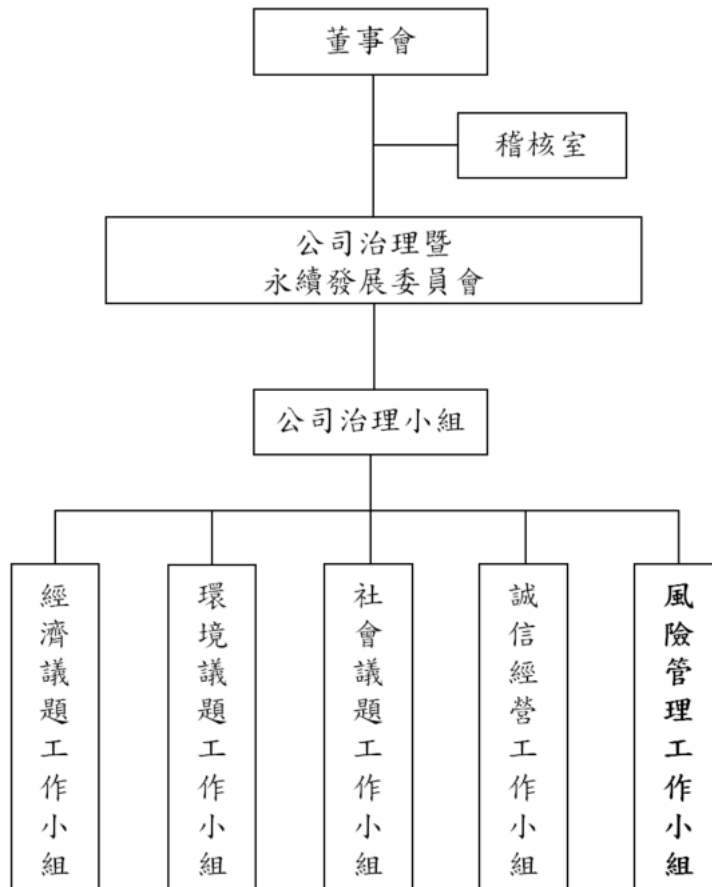 董事會
稽核室
公司治理暨
永續發展委員會
公司治理小組
經濟議題工作小組
環境議題工作小組
社會議題工作小組
誠信經營工作小組
風險管理工作小組